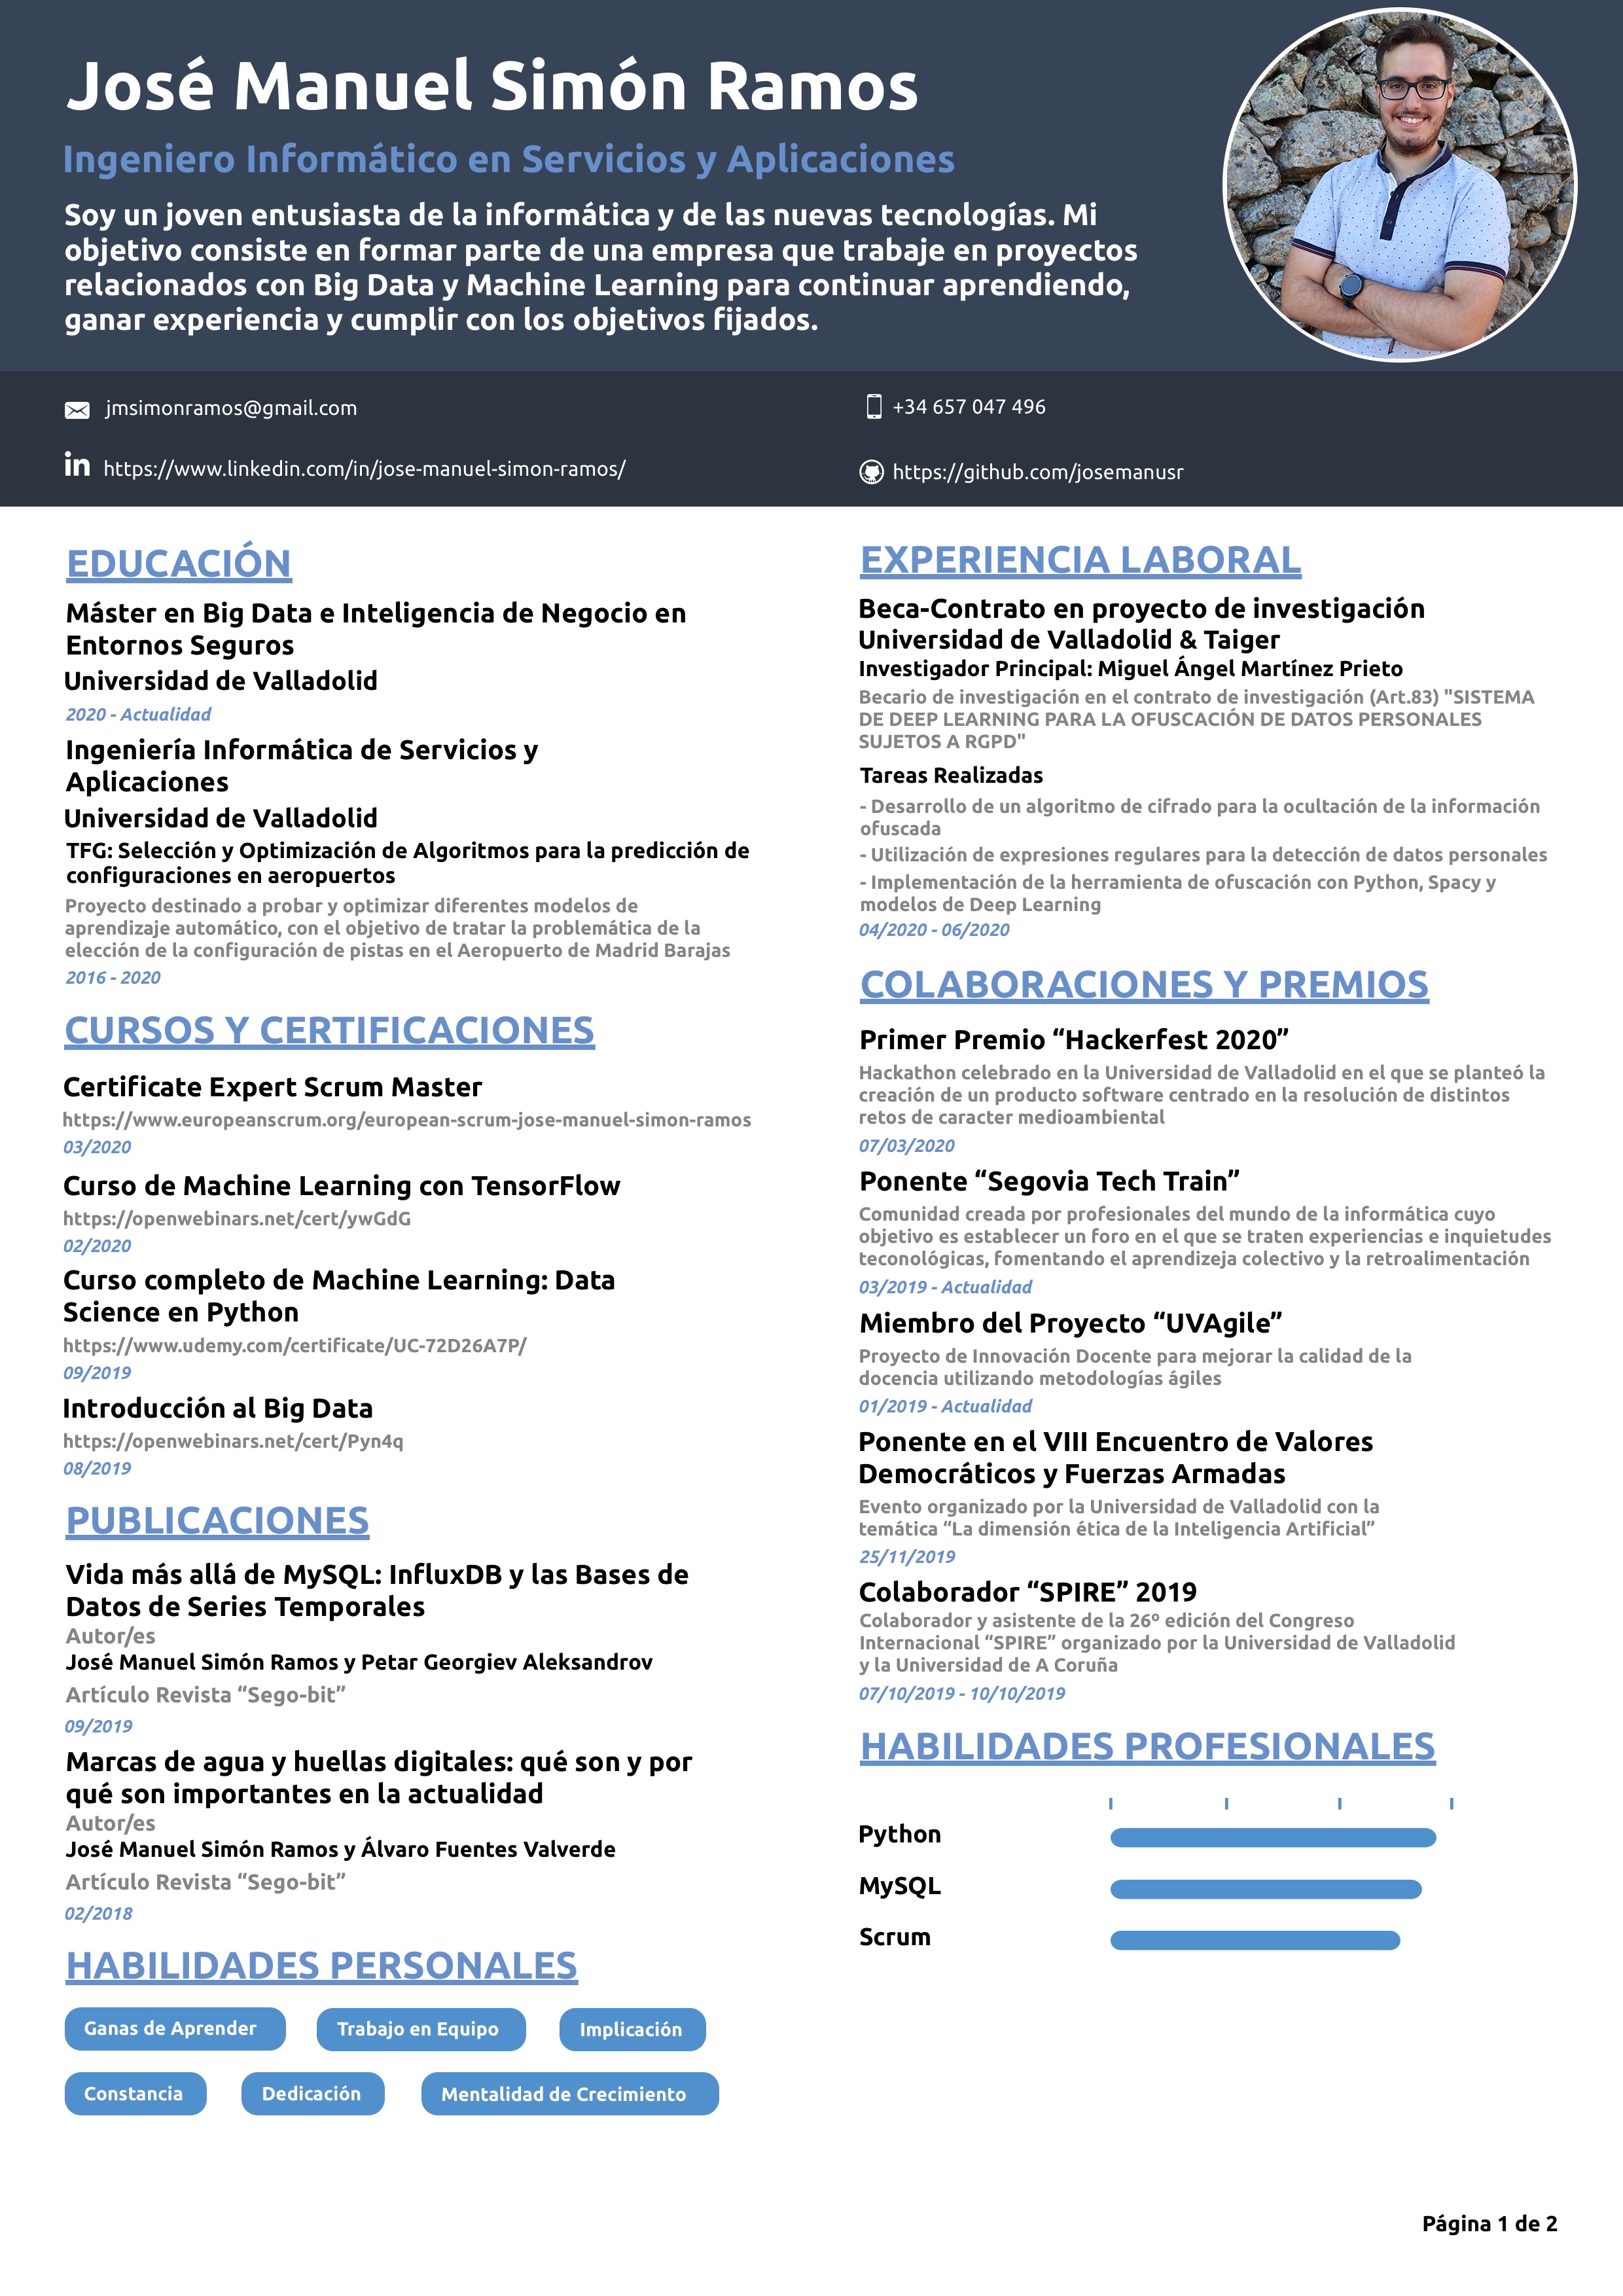 José Manuel Simón Ramos
Ingeniero Informático en Servicios y Aplicaciones
Soy un joven entusiasta de la informática y de las nuevas tecnologías. Mi
objetivo consiste en formar parte de una empresa que trabaje en proyectos
relacionados con Big Data y Machine Learning para continuar aprendiendo,
ganar experiencia y cumplir con los objetivos fijados.
jmsimonramos@gmail.com
+34 657 047 496
https://www.linkedin.com/in/jose-manuel-simon-ramos/
https://github.com/josemanusr
EDUCACIÓN
Máster en Big Data e Inteligencia de Negocio en
Entornos Seguros
Universidad de Valladolid
2020 - Actualidad
Ingeniería Informática de Servicios y
Aplicaciones
Universidad de Valladolid
TFG: Selección y Optimización de Algoritmos para la predicción de
configuraciones en aeropuertos
Proyecto destinado a probar y optimizar diferentes modelos de
aprendizaje automático, con el objetivo de tratar la problemática de la
elección de la configuración de pistas en el Aeropuerto de Madrid Barajas
2016 - 2020
CURSOS Y CERTIFICACIONES
Certificate Expert Scrum Master
https://www.europeanscrum.org/european-scrum-jose-manuel-simon-ramos
03/2020
Curso de Machine Learning con TensorFlow
https://openwebinars.net/cert/ywGdG
02/2020
Curso completo de Machine Learning: Data
Science en Python
https://www.udemy.com/certificate/UC-72D26A7P/
09/2019
Introducción al Big Data
https://openwebinars.net/cert/Pyn4q
08/2019
PUBLICACIONES
Vida más allá de MySQL: InfluxDB y las Bases de
Datos de Series Temporales
Autor/es
José Manuel Simón Ramos y Petar Georgiev Aleksandrov
Artículo Revista “Sego-bit”
09/2019
Marcas de agua y huellas digitales: qué son y por
qué son importantes en la actualidad
Autor/es
José Manuel Simón Ramos y Álvaro Fuentes Valverde
Artículo Revista “Sego-bit”
02/2018
HABILIDADES PERSONALES
Ganas de Aprender
Trabajo en Equipo
Implicación
Constancia
Dedicación
Mentalidad de Crecimiento
EXPERIENCIA LABORAL
Beca-Contrato en proyecto de investigación
Universidad de Valladolid & Taiger
Investigador Principal: Miguel Ángel Martínez Prieto
Becario de investigación en el contrato de investigación (Art.83) "SISTEMA
DE DEEP LEARNING PARA LA OFUSCACIÓN DE DATOS PERSONALES
SUJETOS A RGPD"
Tareas Realizadas
- Desarrollo de un algoritmo de cifrado para la ocultación de la información
ofuscada
- Utilización de expresiones regulares para la detección de datos personales
- Implementación de la herramienta de ofuscación con Python, Spacy y
modelos de Deep Learning
04/2020 - 06/2020
COLABORACIONES Y PREMIOS
Primer Premio “Hackerfest 2020”
Hackathon celebrado en la Universidad de Valladolid en el que se planteó la
creación de un producto software centrado en la resolución de distintos
retos de caracter medioambiental
07/03/2020
Ponente “Segovia Tech Train”
Comunidad creada por profesionales del mundo de la informática cuyo
objetivo es establecer un foro en el que se traten experiencias e inquietudes
teconológicas, fomentando el aprendizeja colectivo y la retroalimentación
03/2019 - Actualidad
Miembro del Proyecto “UVAgile”
Proyecto de Innovación Docente para mejorar la calidad de la
docencia utilizando metodologías ágiles
01/2019 - Actualidad
Ponente en el VIII Encuentro de Valores
Democráticos y Fuerzas Armadas
Evento organizado por la Universidad de Valladolid con la
temática “La dimensión ética de la Inteligencia Artificial”
25/11/2019
Colaborador “SPIRE” 2019
Colaborador y asistente de la 26º edición del Congreso
Internacional “SPIRE” organizado por la Universidad de Valladolid
y la Universidad de A Coruña
07/10/2019 - 10/10/2019
HABILIDADES PROFESIONALES
Python
MySQL
Scrum
Página 1 de 2